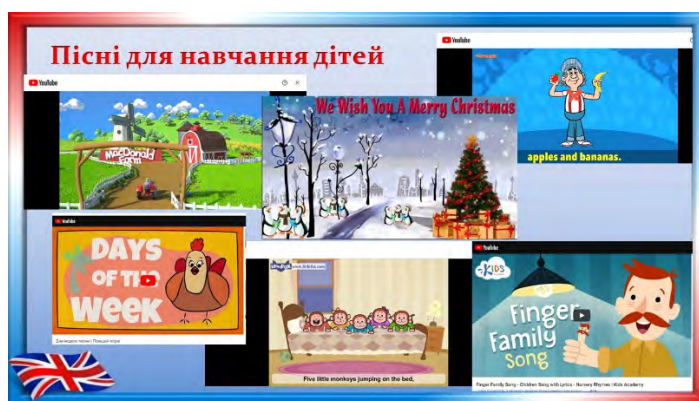 Пісні для навчання дітей
YouTube
MacDonald
Farm
We Wish You A Merry Christmas
YouTube
apples and bananas.
YouTube
DAYS
OF THE
WEEK
Five little monkeys jumping on the bed,
YouTube
KIDS
Finger
Family
Song
Finger Family Song - Children Song with Lyrics - Nursery Rhymes | Kids Academy